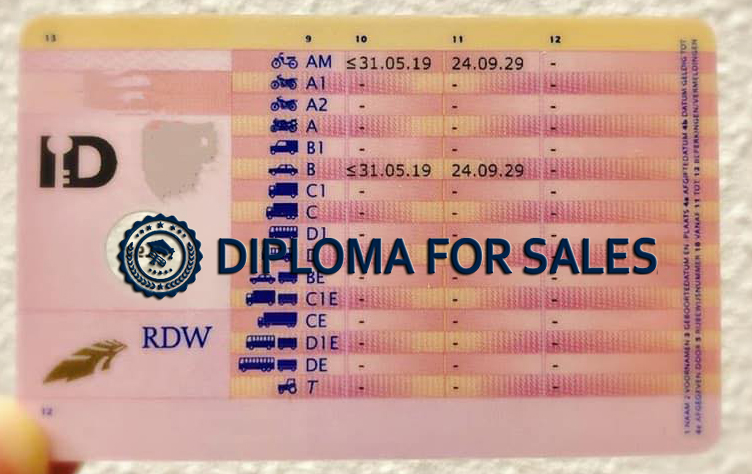 13 9 10 11 12
AM ≤31.05.19 24.09.29 -
A1 - - -
A2 - - -
A - - -
B1 - - -
B ≤31.05.19 24.09.29 -
C1 - - -
C - - -
D1
DIPLOMA FOR SALES
BE
C1E - - -
CE - - -
D1E - - -
DE - - -
T - - -
iD
RDW
12
1 NAAM 2 VOORNAMEN 3 GEBOORTEDATUM EN -PLAATS 4a AFGIFTEDATUM 4b DATUM GELDIG TOT
4c AFGEGEVEN DOOR 5 RIJBEWIJSNUMMER 10 VANAF 11 TOT 12 BEPERKINGEN/VERMELDINGEN